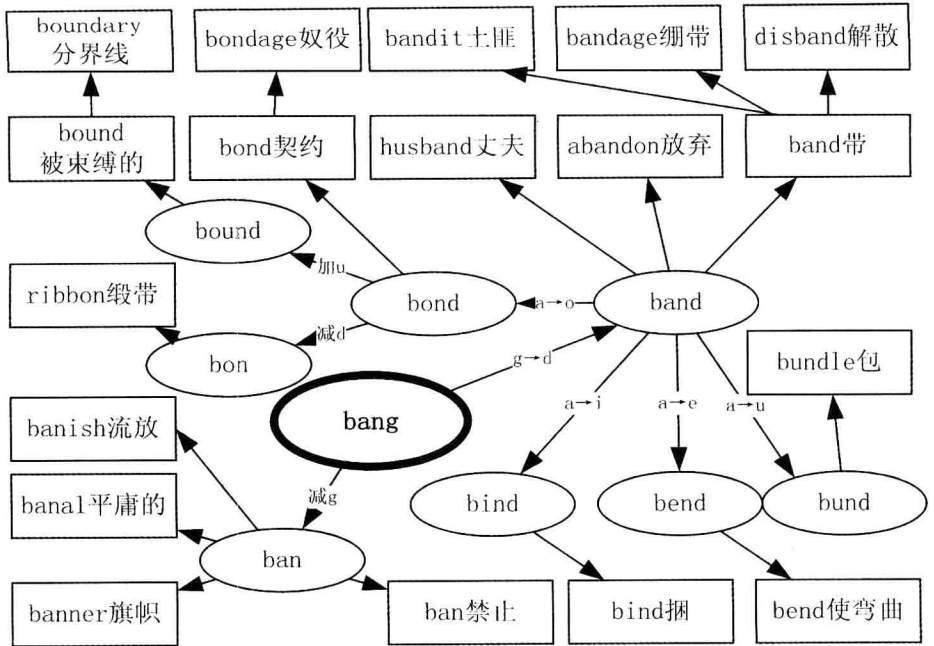 boundary
分界线
bondage奴役
bandit土匪
bandage绷带
disband解散
bound
被束缚的
bond契约
husband丈夫
abandon放弃
band带
bound
加u
ribbon缎带
bond
a→o
band
减d
bon
g→d
bundle包
bang
a→i
a→e
a→u
banish流放
减g
bind
bend
bund
banal平庸的
ban
banner旗帜
ban禁止
bind捆
bend使弯曲